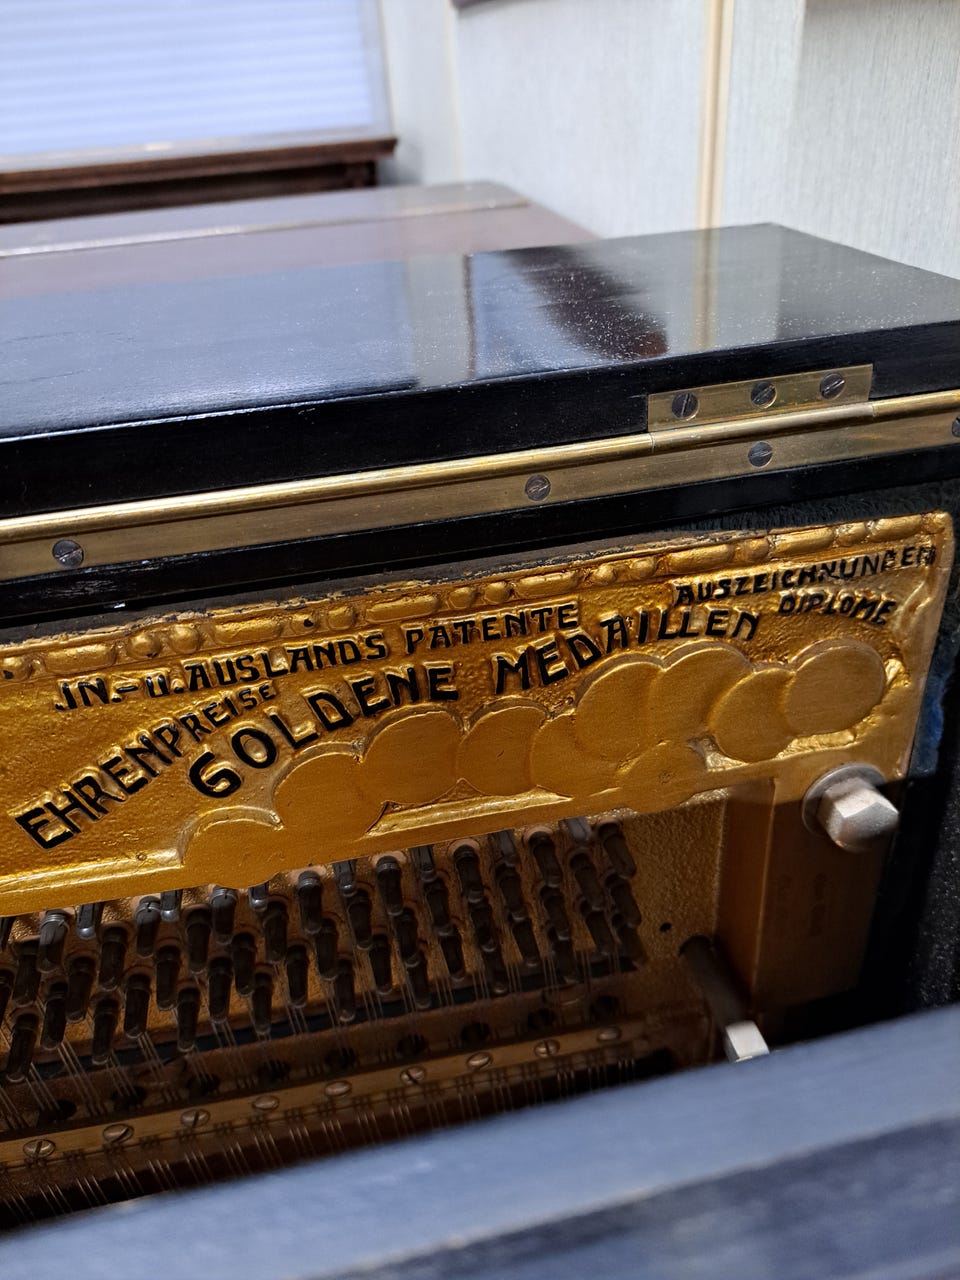 JN.-U. AUSLANDS PATENTE
AUSZEICHNUNGEN
DIPLOME
EHRENPREISE
GOLDENE MEDAILLEN